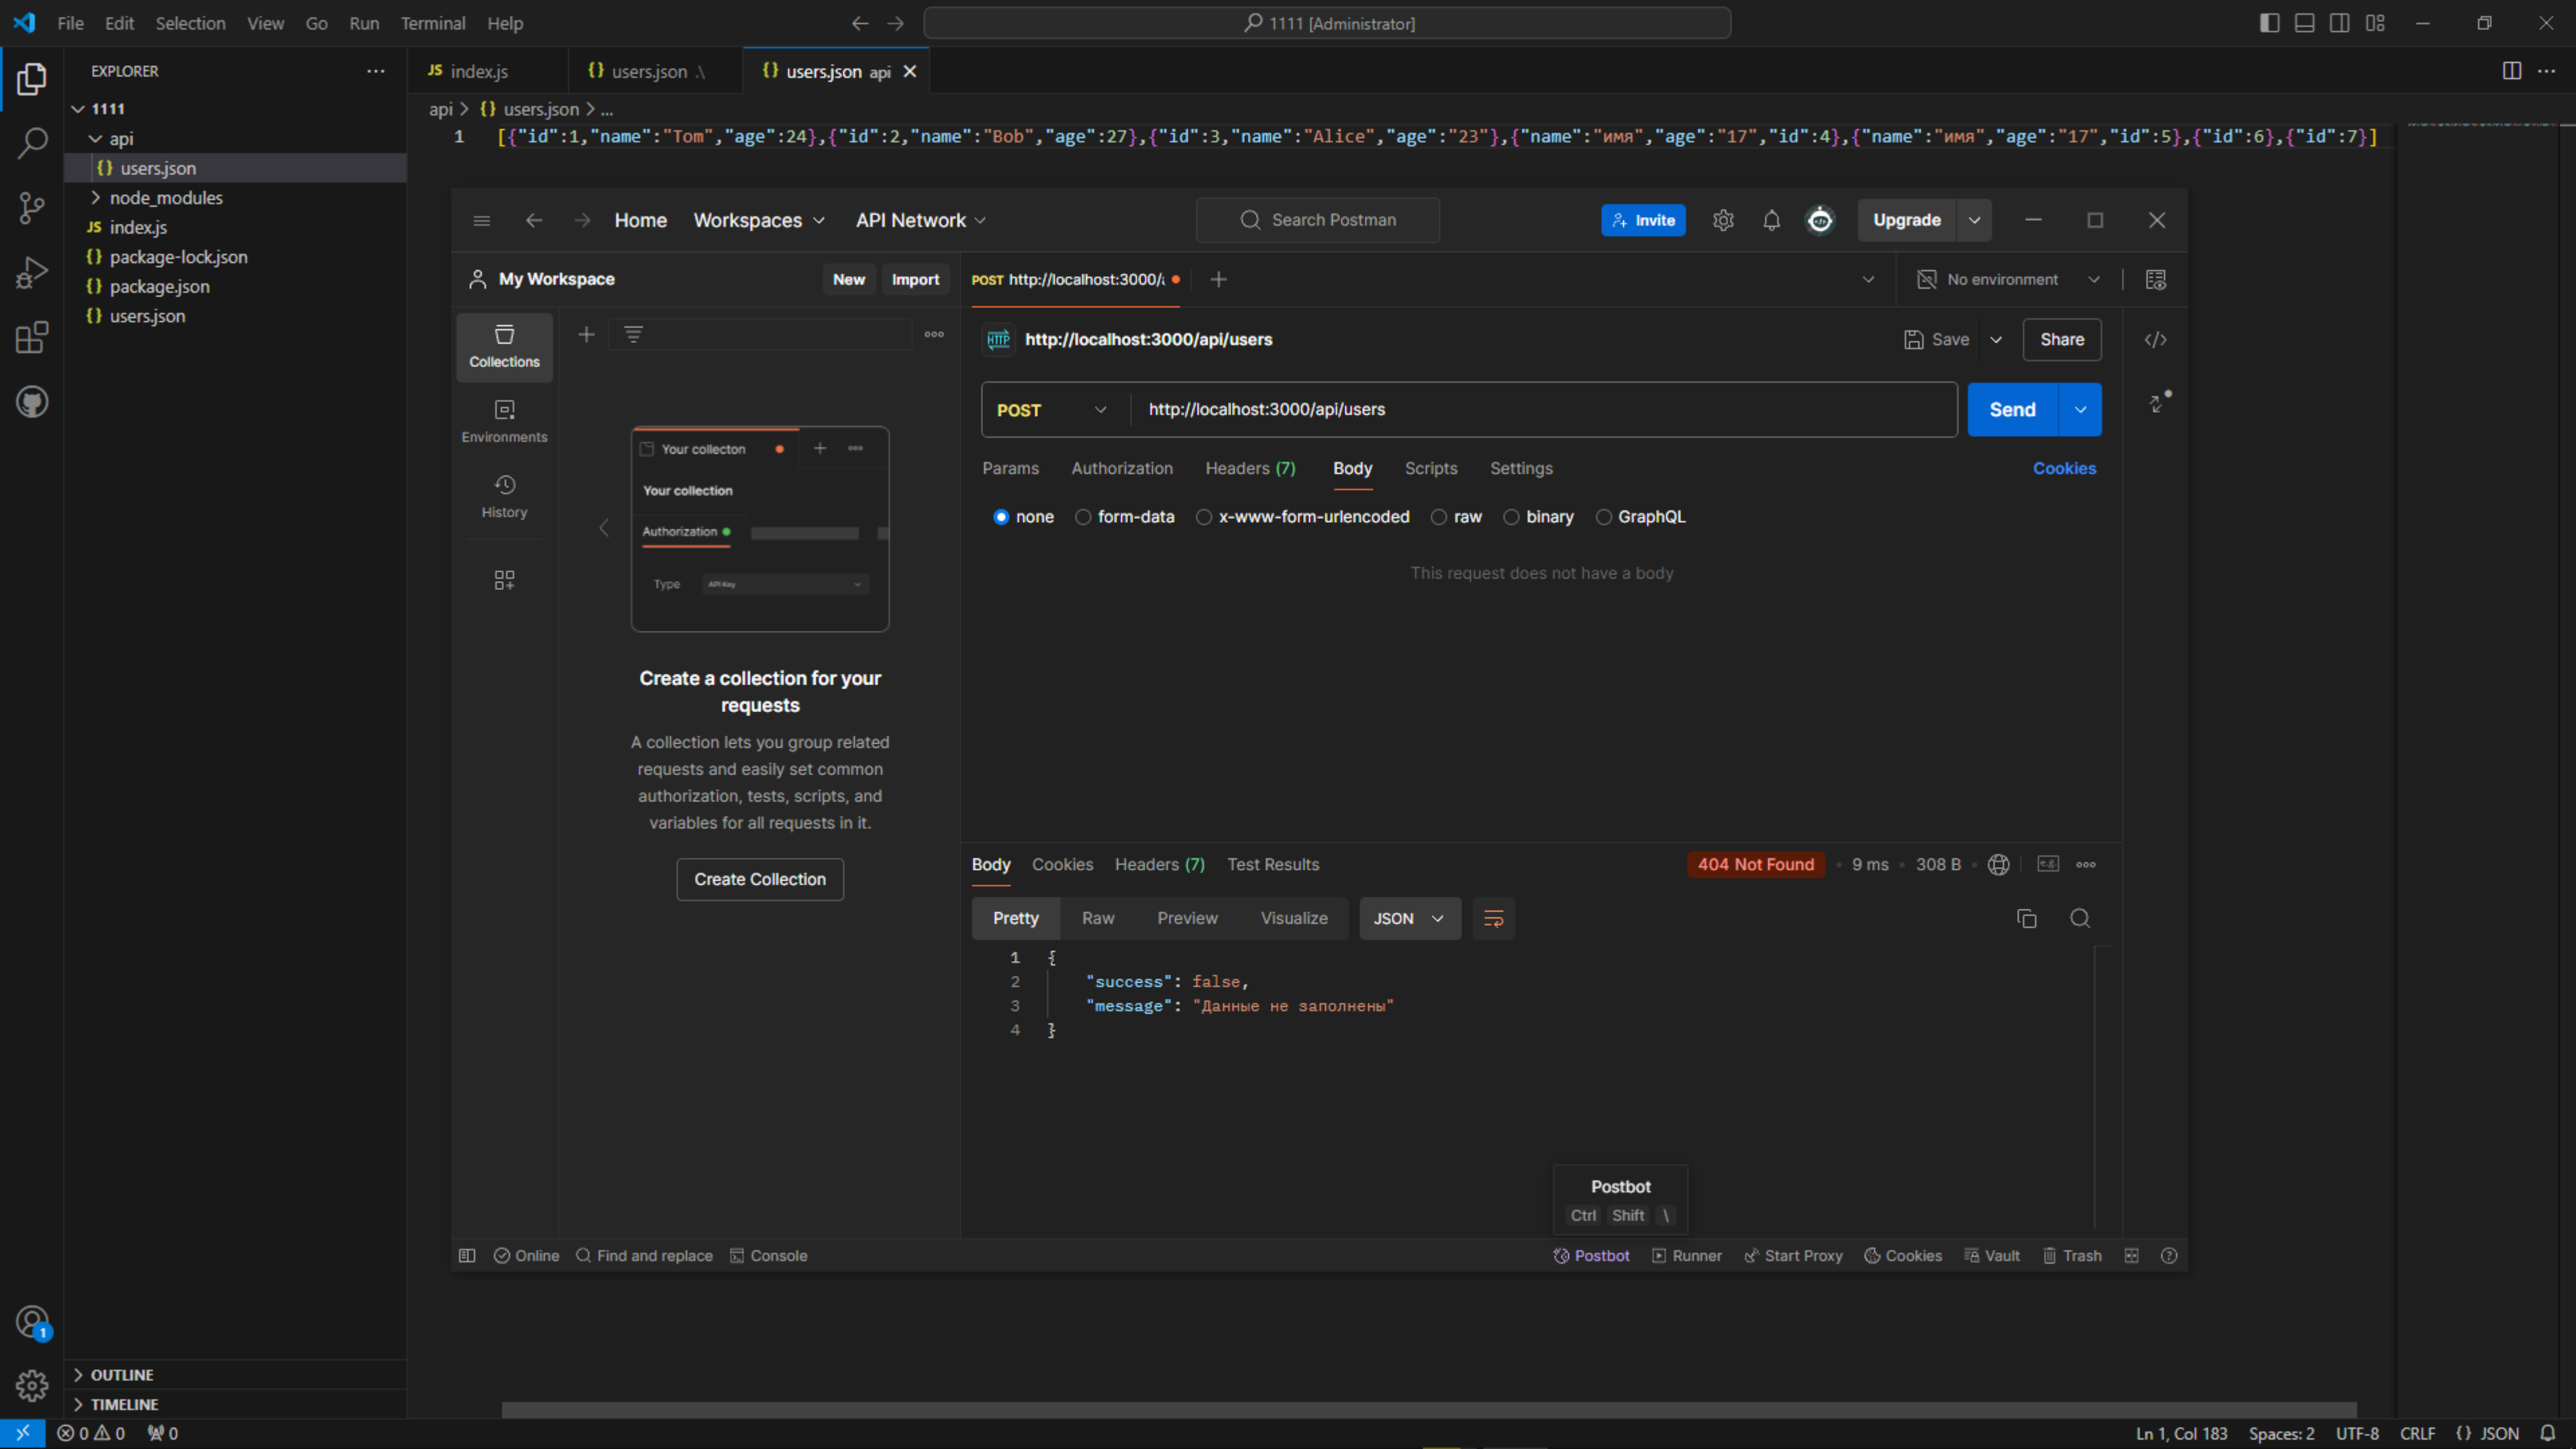 File Edit Selection View Go Run Terminal Help
1111 [Administrator]
EXPLORER
1111
api
users.json
node_modules
index.js
package-lock.json
package.json
users.json
OUTLINE
TIMELINE
JS index.js
{} users.json .\
{} users.json api
api > {} users.json > ...
1 [{"id":1,"name":"Tom","age":24},{"id":2,"name":"Bob","age":27},{"id":3,"name":"Alice","age":"23"},{"name":"имя","age":"17","id":4},{"name":"имя","age":"17","id":5},{"id":6},{"id":7}]
Home Workspaces API Network
Search Postman
Invite
Upgrade
My Workspace
New Import
POST http://localhost:3000/
No environment
Collections
Environments
History
Your collecton
Your collection
Authorization
Type API Key
Create a collection for your
requests
A collection lets you group related
requests and easily set common
authorization, tests, scripts, and
variables for all requests in it.
Create Collection
HTTP http://localhost:3000/api/users
Save Share
POST http://localhost:3000/api/users
Send
Params Authorization Headers (7) Body Scripts Settings
Cookies
none form-data x-www-form-urlencoded raw binary GraphQL
This request does not have a body
Body Cookies Headers (7) Test Results
404 Not Found 9 ms 308 B e.g.
Pretty Raw Preview Visualize JSON
1 {
2 "success": false,
3 "message": "Данные не заполнены"
4 }
Postbot
Ctrl Shift \
Online Find and replace Console
Postbot Runner Start Proxy Cookies Vault Trash
1
0 0 0
Ln 1, Col 183 Spaces: 2 UTF-8 CRLF {} JSON